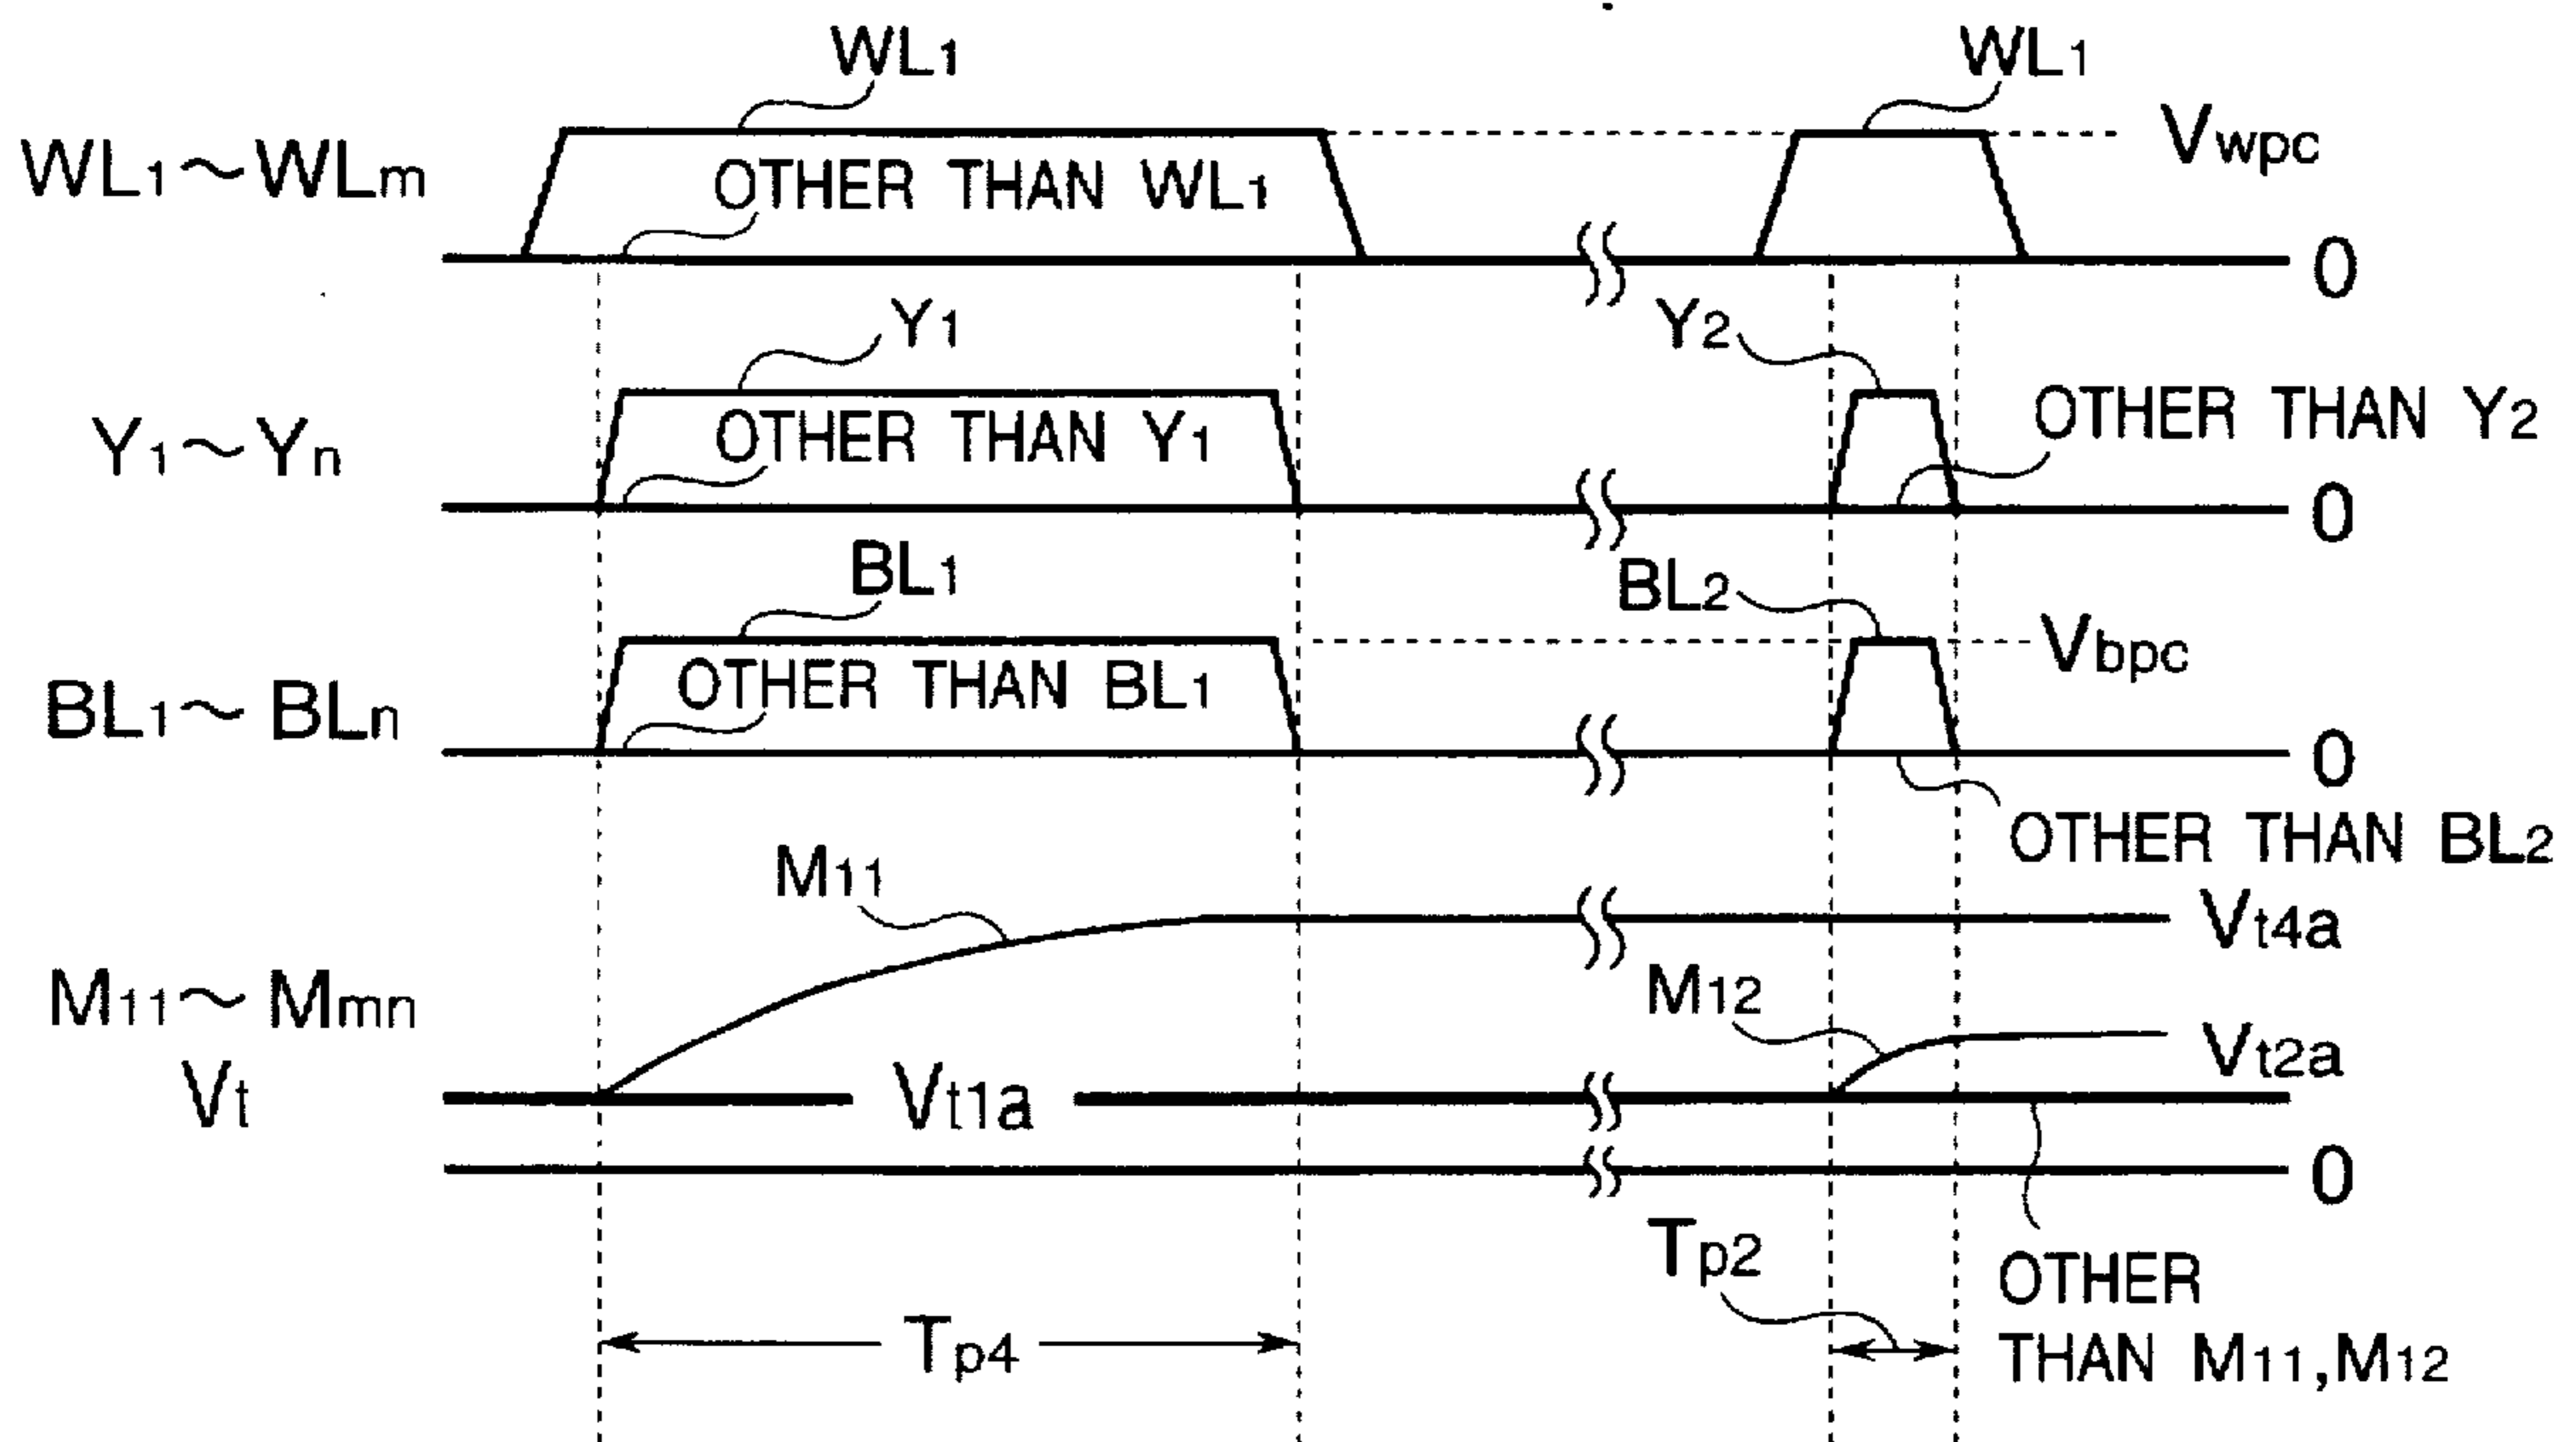 WL1 WL1
WL1~WLm OTHER THAN WL1 Vwpc
0
Y1 Y2
Y1~Yn OTHER THAN Y1 OTHER THAN Y2
0
BL1 BL2
BL1~BLn OTHER THAN BL1 Vbpc
0
OTHER THAN BL2
M11 Vt4a
M11~Mmn M12
Vt Vt1a Vt2a
0
Tp2 OTHER
Tp4 THAN M11,M12